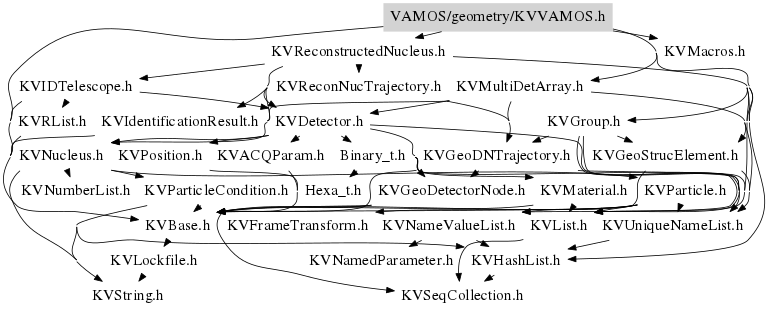 VAMOS/geometry/KVVAMOS.h
KVReconstructedNucleus.h
KVMacros.h
KVIDTelescope.h
KVReconNucTrajectory.h
KVMultiDetArray.h
KVRList.h
KVIdentificationResult.h
KVDetector.h
KVGroup.h
KVNucleus.h
KVPosition.h
KVACQParam.h
Binary_t.h
KVGeoDNTrajectory.h
KVGeoStrucElement.h
KVNumberList.h
KVParticleCondition.h
Hexa_t.h
KVGeoDetectorNode.h
KVMaterial.h
KVParticle.h
KVBase.h
KVFrameTransform.h
KVNameValueList.h
KVList.h
KVUniqueNameList.h
KVLockfile.h
KVNamedParameter.h
KVHashList.h
KVString.h
KVSeqCollection.h